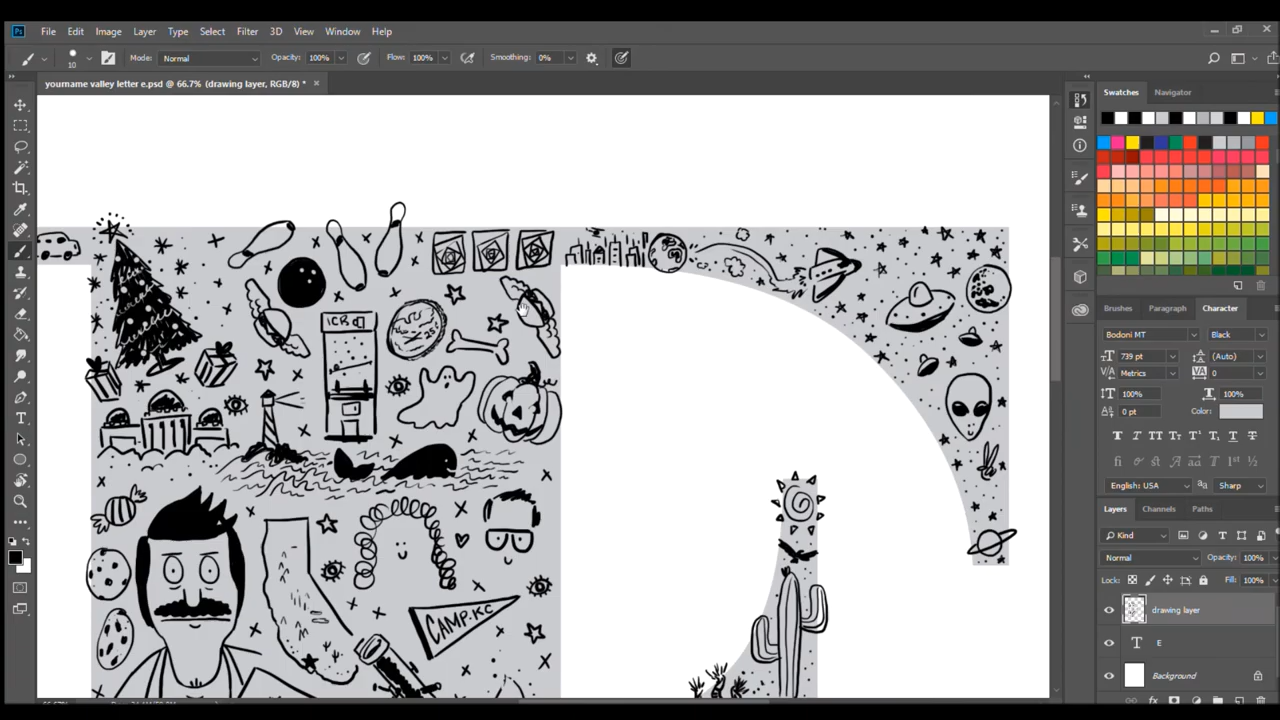 Ps File Edit Image Layer Type Select Filter 3D View Window Help
10 Mode: Normal Opacity: 100% Flow: 100% Smoothing: 0%
yourname valley letter e.psd @ 66.7% (drawing layer, RGB/8) *
Swatches Navigator
Brushes Paragraph Character
Bodoni MT Black
739 pt (Auto)
Metrics 0
100% 100%
0 pt Color:
English: USA Sharp
Layers Channels Paths
Kind
Normal Opacity: 100%
Lock: Fill: 100%
drawing layer
E
Background
CAMP.KC